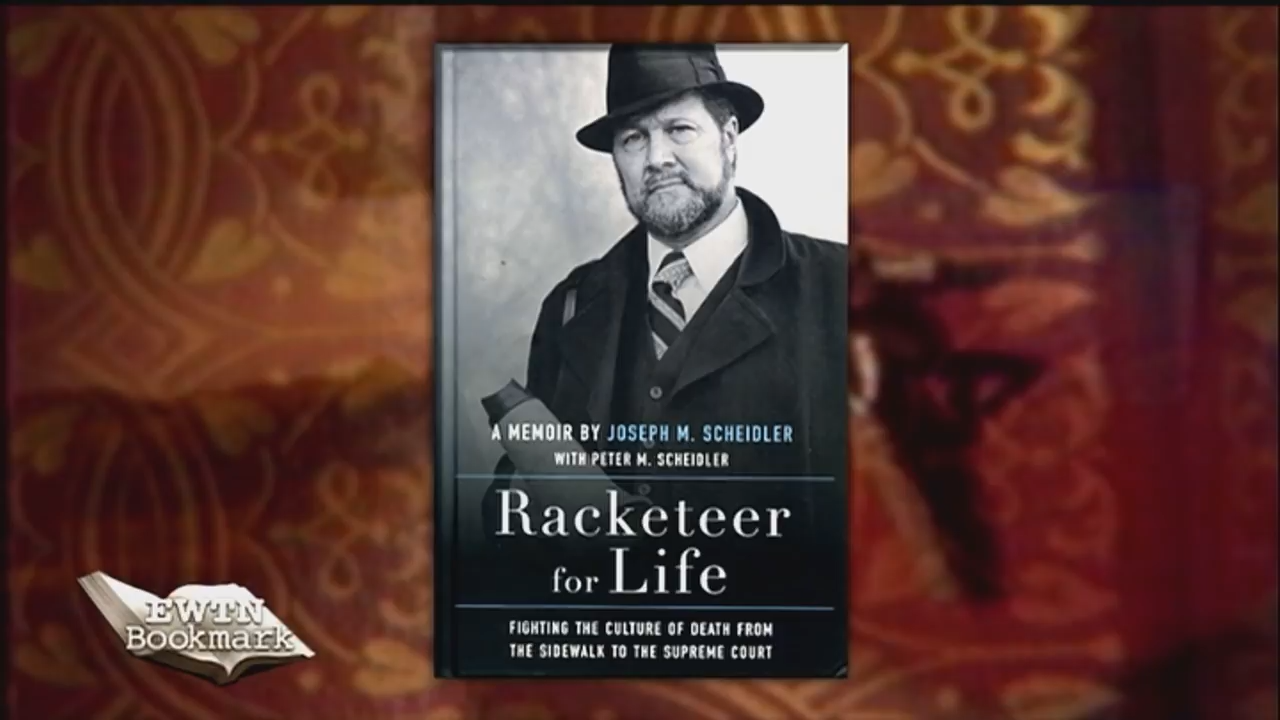 A MEMOIR BY JOSEPH M. SCHEIDLER
WITH PETER M. SCHEIDLER
Racketeer
for Life
FIGHTING THE CULTURE OF DEATH FROM
THE SIDEWALK TO THE SUPREME COURT
EWTN
Bookmark